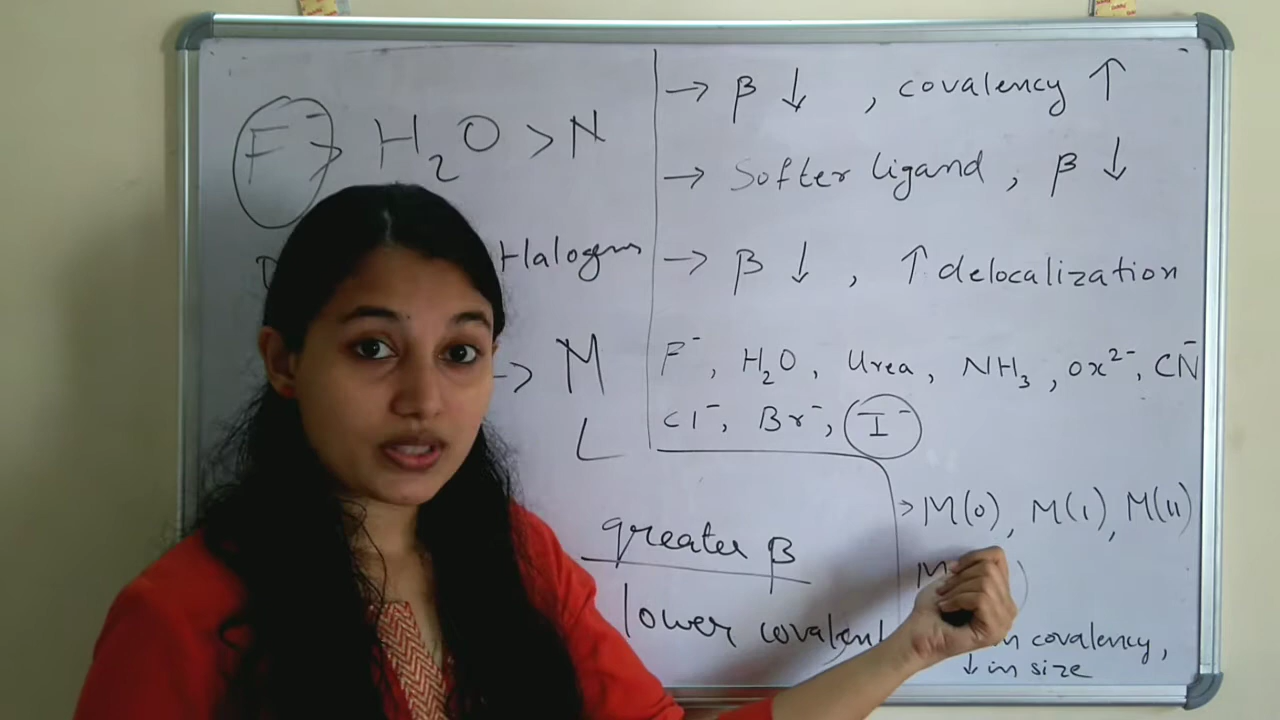 F⁻ > H₂O > N
Halogens
-> M
L
greater β
lower covalent
→ β ↓ , covalency ↑
→ Softer ligand , β ↓
→ β ↓ , ↑ delocalization
F⁻, H₂O, Urea, NH₃, ox²⁻, CN⁻
Cl⁻, Br⁻, I⁻
> M(0), M(I), M(II)
M
in covalency,
↓ in size